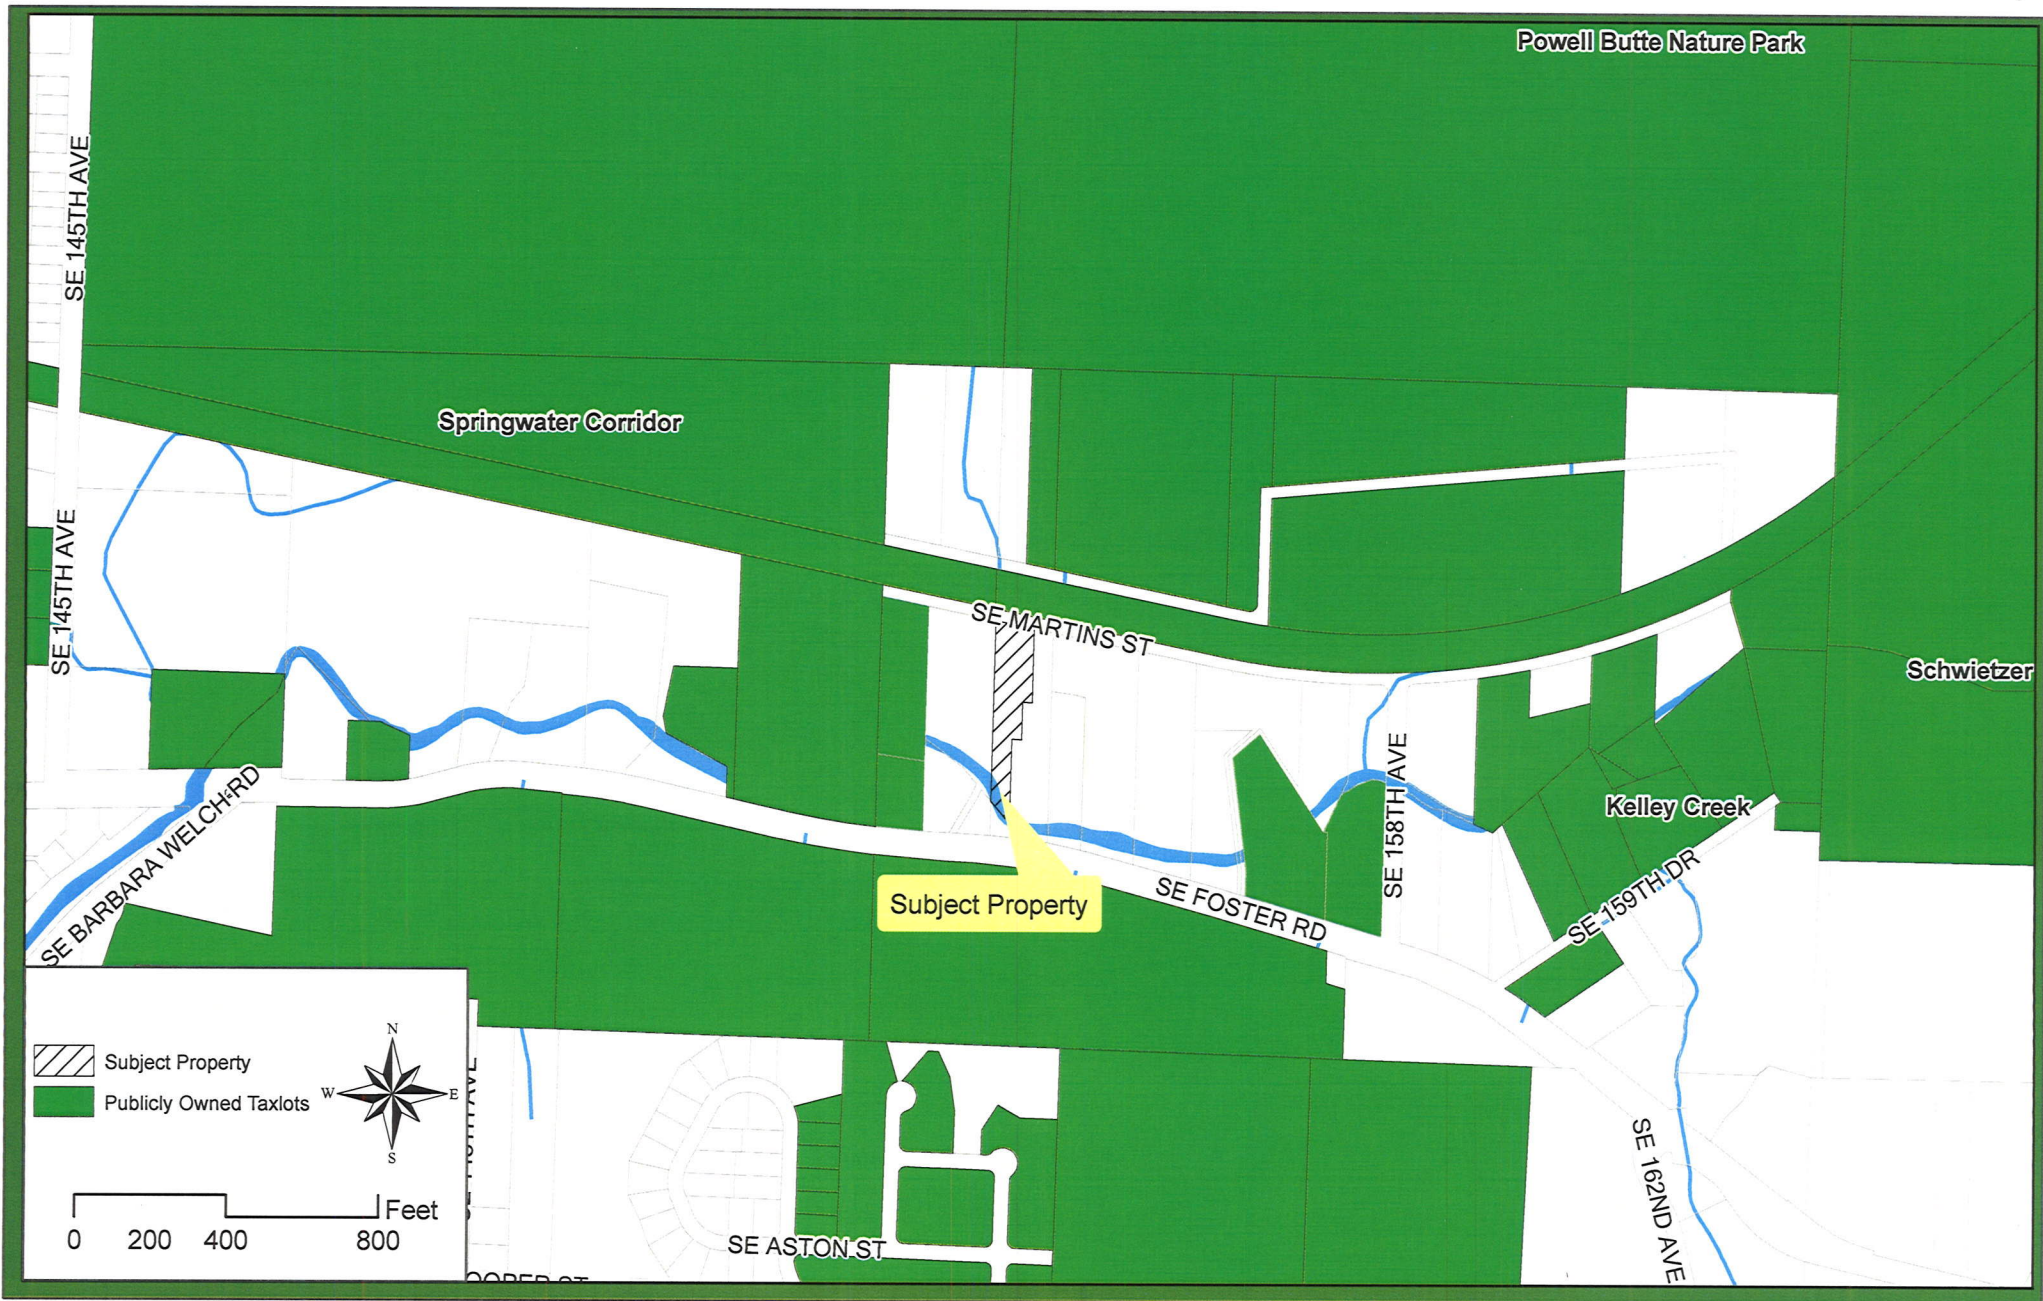 Powell Butte Nature Park
SE 145TH AVE
Springwater Corridor
SE 145TH AVE
SE MARTINS ST
Schwietzer
SE 158TH AVE
Kelley Creek
SE BARBARA WELCH RD
SE 159TH DR
Subject Property
SE FOSTER RD
N
W
E
S
Subject Property
Publicly Owned Taxlots
Feet
0 200 400 800
SE 162ND AVE
SE ASTON ST